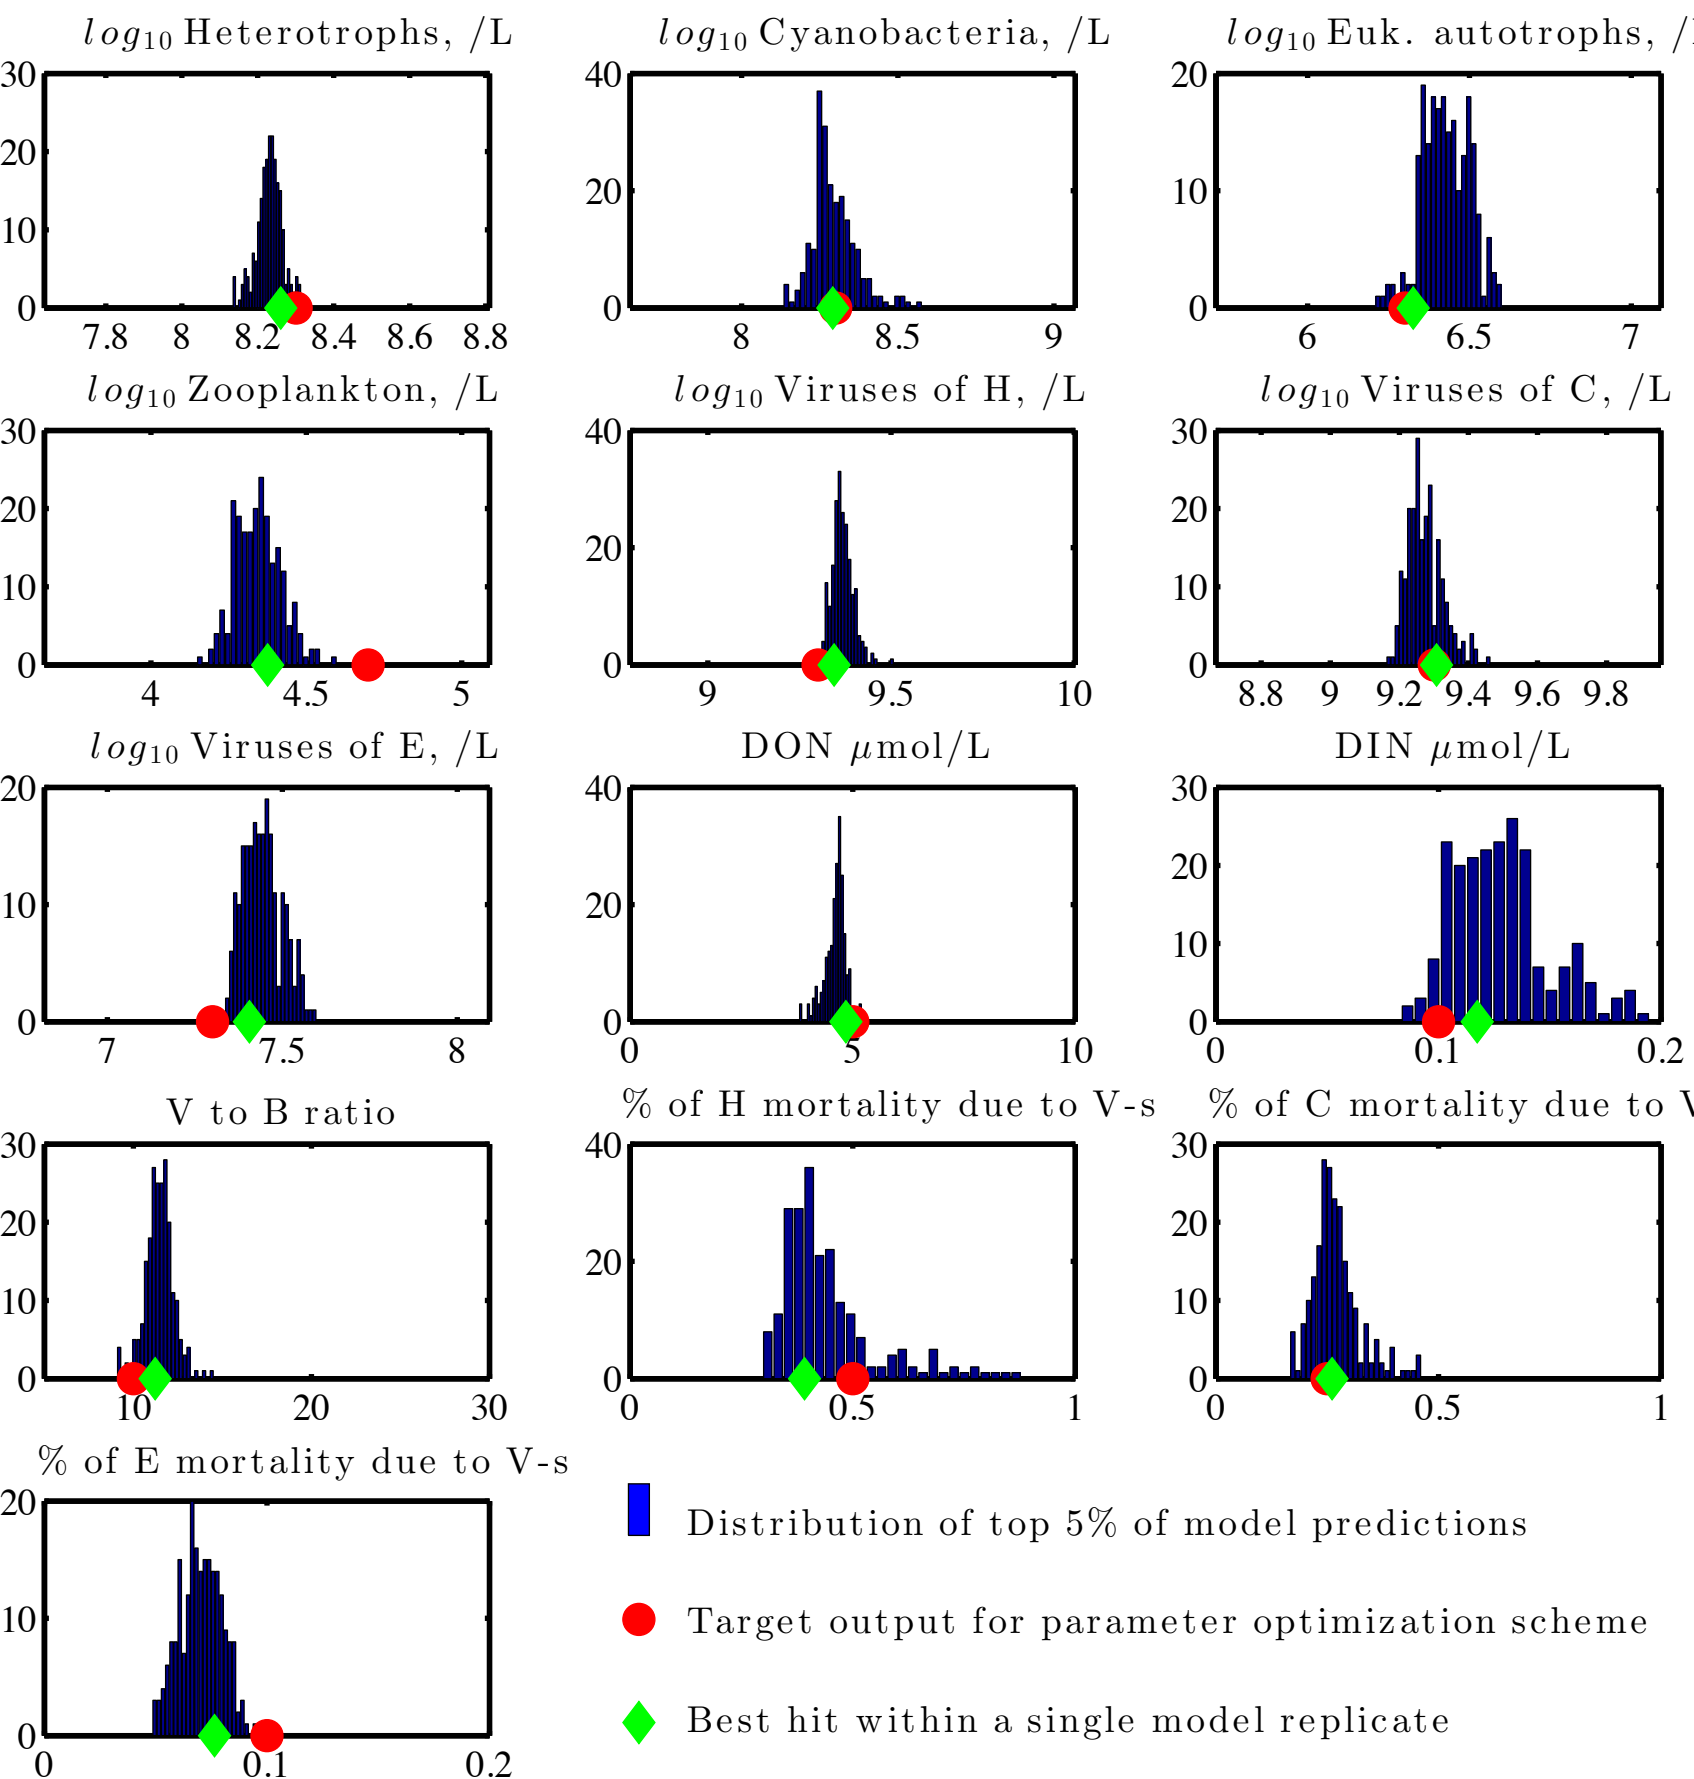 log10 Heterotrophs, /L
log10 Cyanobacteria, /L
log10 Euk. autotrophs, /
30
20
10
0
7.8 8 8.2 8.4 8.6 8.8
40
20
0
8 8.5 9
20
10
0
6 6.5 7
log10 Zooplankton, /L
log10 Viruses of H, /L
log10 Viruses of C, /L
30
20
10
0
4 4.5 5
40
20
0
9 9.5 10
30
20
10
0
8.8 9 9.2 9.4 9.6 9.8
log10 Viruses of E, /L
DON μmol/L
DIN μmol/L
20
10
0
7 7.5 8
40
20
0
0 5 10
30
20
10
0
0 0.1 0.2
V to B ratio
% of H mortality due to V-s
% of C mortality due to V
30
20
10
0
10 20 30
40
20
0
0 0.5 1
30
20
10
0
0 0.5 1
% of E mortality due to V-s
20
10
0
0 0.1 0.2
Distribution of top 5% of model predictions
Target output for parameter optimization scheme
Best hit within a single model replicate